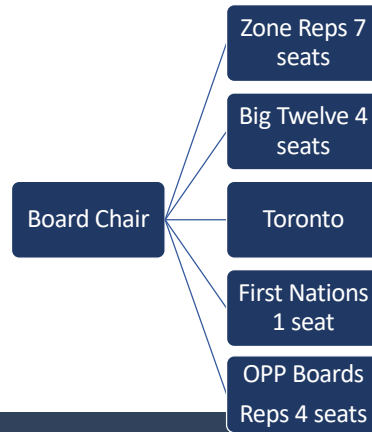 Board Chair
Zone Reps 7
seats
Big Twelve 4
seats
Toronto
First Nations
1 seat
OPP Boards
Reps 4 seats